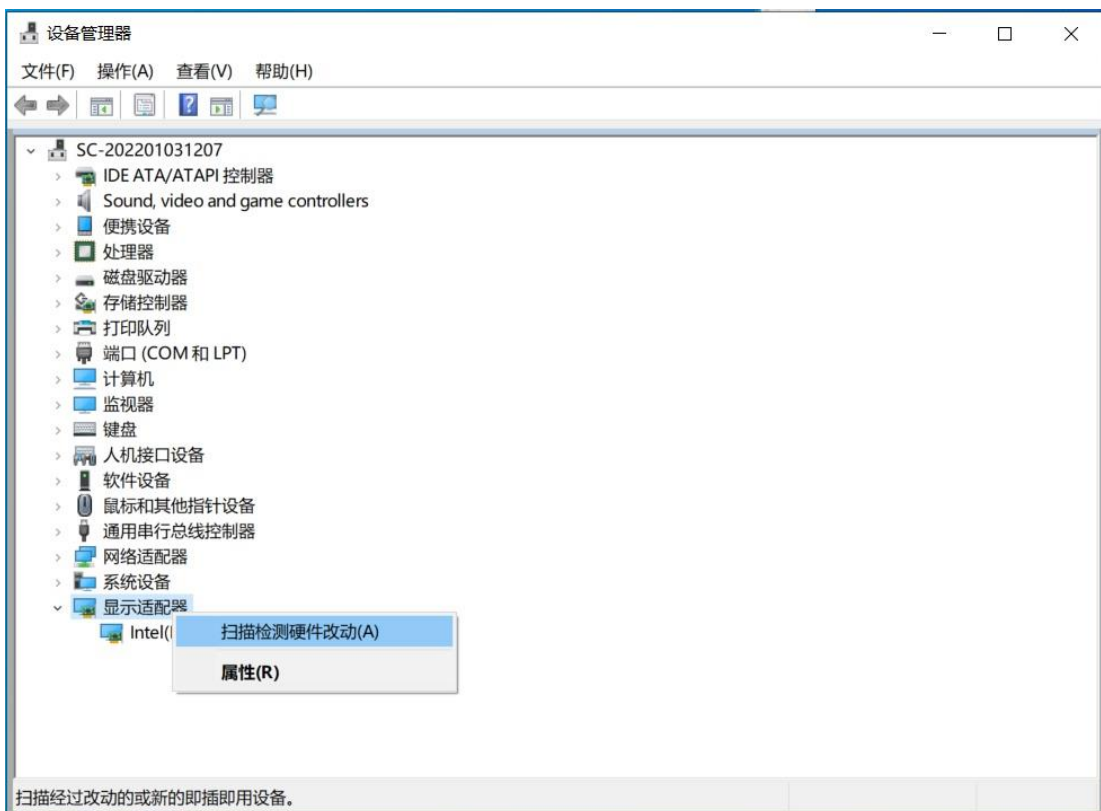 设备管理器
文件(F) 操作(A) 查看(V) 帮助(H)
SC-202201031207
IDE ATA/ATAPI 控制器
Sound, video and game controllers
便携设备
处理器
磁盘驱动器
存储控制器
打印队列
端口 (COM 和 LPT)
计算机
监视器
键盘
人机接口设备
软件设备
鼠标和其他指针设备
通用串行总线控制器
网络适配器
系统设备
显示适配器
Intel(
扫描检测硬件改动(A)
属性(R)
扫描经过改动的或新的即插即用设备。